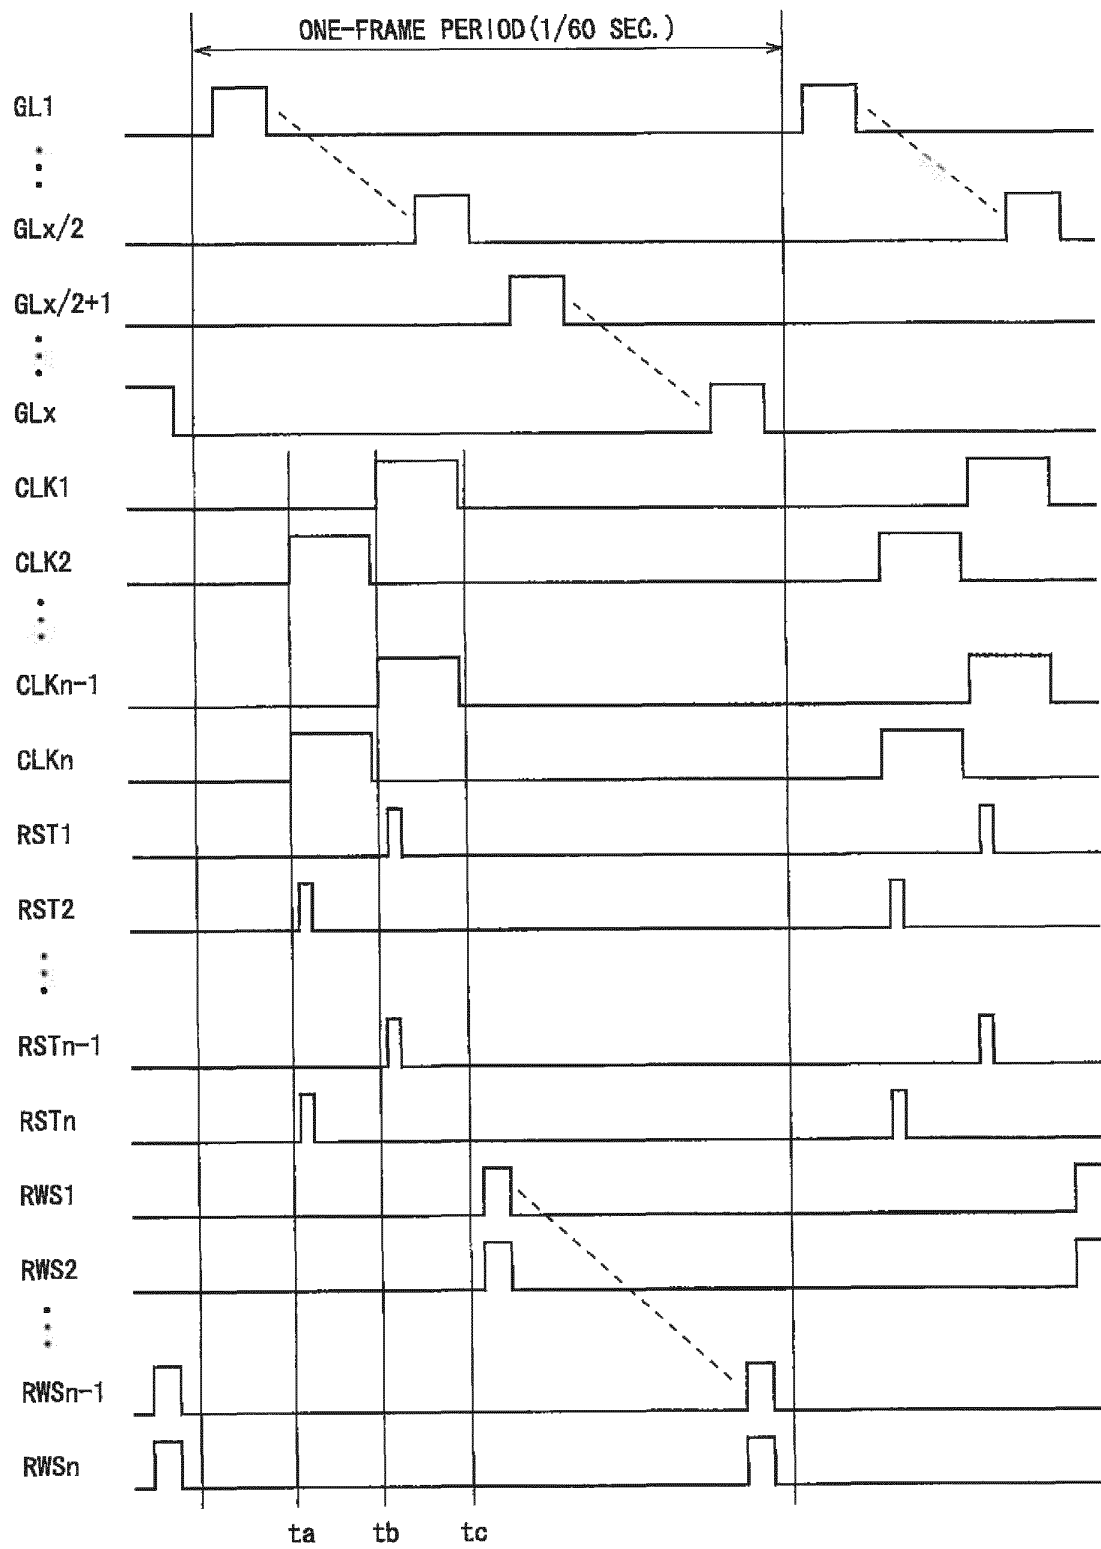 ONE-FRAME PERIOD(1/60 SEC.)
GL1
GLx/2
GLx/2+1
GLx
CLK1
CLK2
CLKn-1
CLKn
RST1
RST2
RSTn-1
RSTn
RWS1
RWS2
RWSn-1
RWSn
ta tb tc